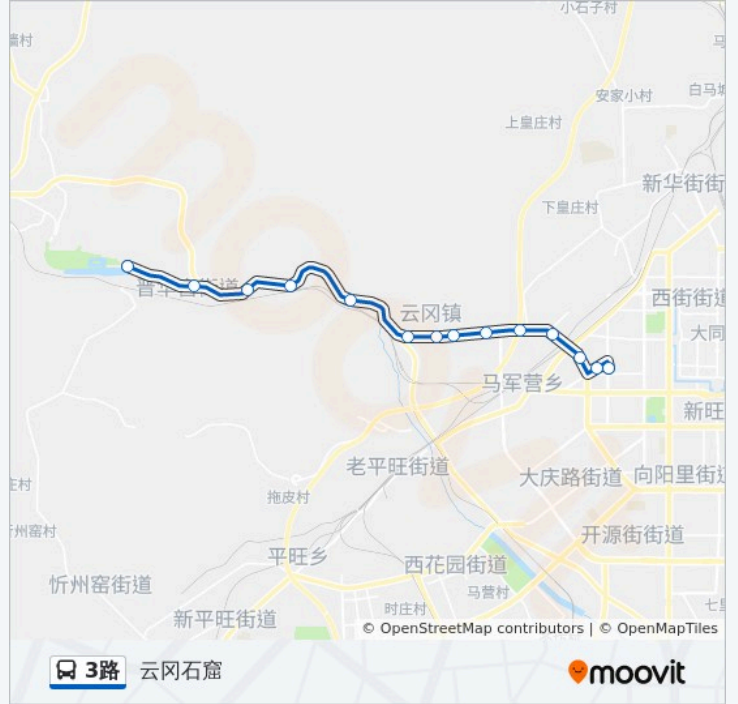 小石子村
墙村
马
安家小村
白马城
上皇庄村
新华街街
下皇庄村
晋华宫街道
西街街道
云冈镇
大同
马军营乡
新旺
老平旺街道
大庆路街道
向阳里街道
拖皮村
庄村
忻州窑村
开源街街道
平旺乡
西花园街道
忻州窑街道
马营村
时庄村
七里
新平旺街道
© OpenStreetMap contributors | © OpenMapTiles
3路 云冈石窟
moovit